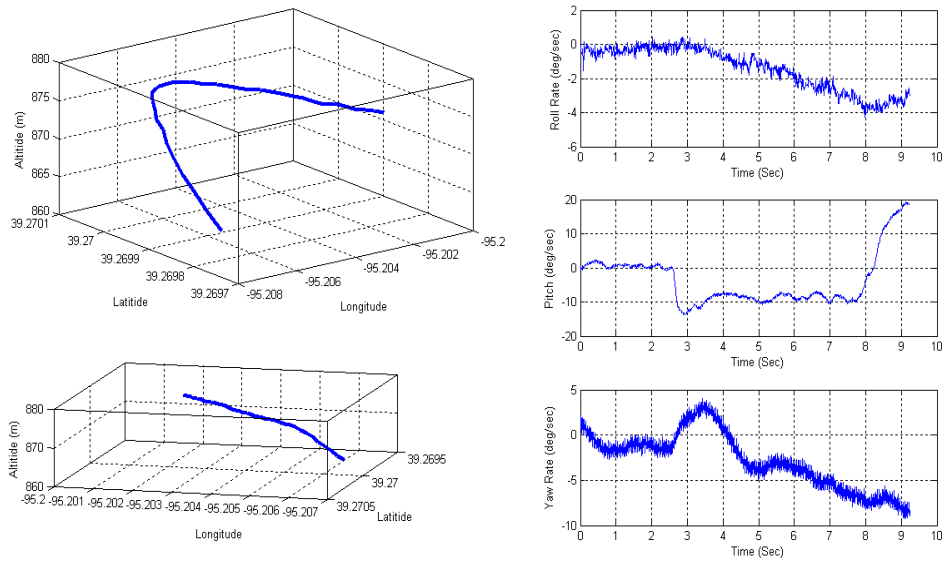 880
875
870
865
860
Altitide (m)
39.2701
39.27
39.2699
39.2698
39.2697
Latitide
-95.208
-95.206
-95.204
-95.202
-95.2
Longitude
880
870
860
Altitide (m)
-95.2
-95.201
-95.202
-95.203
-95.204
-95.205
-95.206
-95.207
Longitude
39.2705
39.27
39.2695
Latitide
2
0
-2
-4
-6
Roll Rate (deg/sec)
0 1 2 3 4 5 6 7 8 9 10
Time (Sec)
20
10
0
-10
-20
Pitch (deg/sec)
0 1 2 3 4 5 6 7 8 9 10
Time (Sec)
5
0
-5
-10
Yaw Rate (deg/sec)
0 1 2 3 4 5 6 7 8 9 10
Time (Sec)